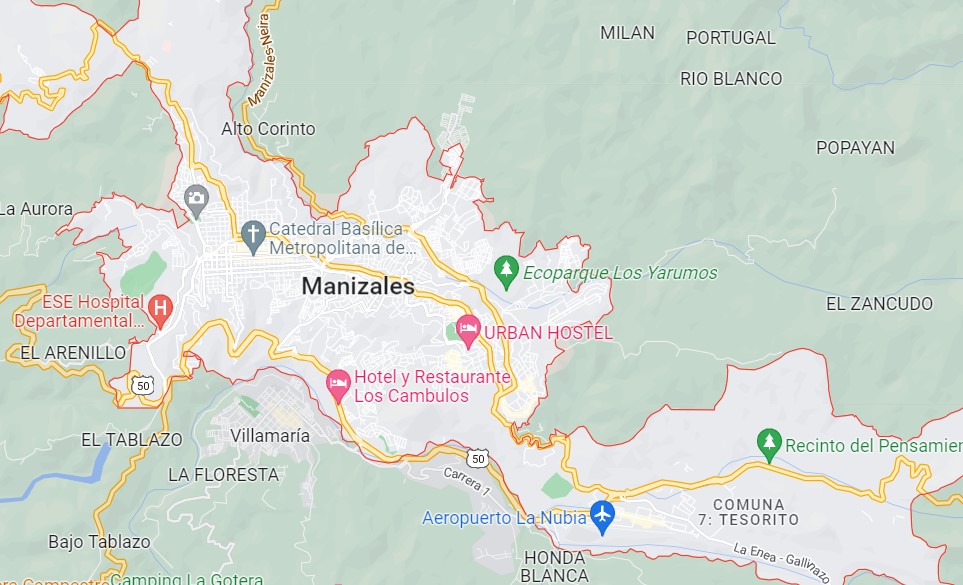 MILAN
PORTUGAL
Manizales-Neira
RIO BLANCO
Alto Corinto
POPAYAN
La Aurora
Catedral Basílica
Metropolitana de...
Ecoparque Los Yarumos
Manizales
ESE Hospital
Departamental...
H
EL ZANCUDO
URBAN HOSTEL
EL ARENILLO
50
Hotel y Restaurante
Los Cambulos
EL TABLAZO
Villamaría
Recinto del Pensamier
50
LA FLORESTA
Carrera 1
COMUNA
7: TESORITO
Aeropuerto La Nubia
Bajo Tablazo
La Enea - Gallinazo
HONDA
BLANCA
Camping La Gotera